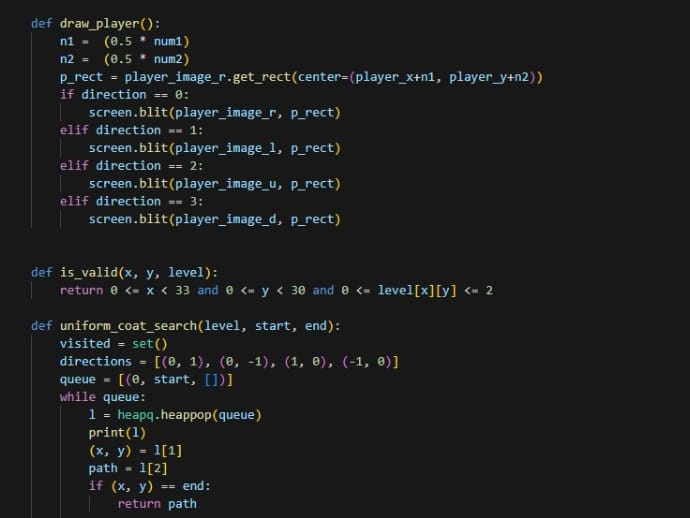 def draw_player():
    n1 =  (0.5 * num1)
    n2 =  (0.5 * num2)
    p_rect = player_image_r.get_rect(center=(player_x+n1, player_y+n2))
    if direction == 0:
        screen.blit(player_image_r, p_rect)
    elif direction == 1:
        screen.blit(player_image_l, p_rect)
    elif direction == 2:
        screen.blit(player_image_u, p_rect)
    elif direction == 3:
        screen.blit(player_image_d, p_rect)
def is_valid(x, y, level):
    return 0 <= x < 33 and 0 <= y < 30 and 0 <= level[x][y] <= 2
def uniform_coat_search(level, start, end):
    visited = set()
    directions = [(0, 1), (0, -1), (1, 0), (-1, 0)]
    queue = [(0, start, [])]
    while queue:
        l = heapq.heappop(queue)
        print(l)
        (x, y) = l[1]
        path = l[2]
        if (x, y) == end:
            return path